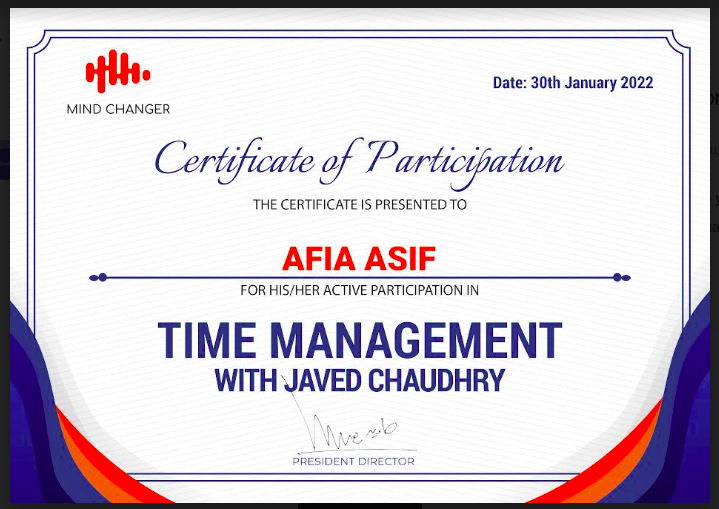 MIND CHANGER
Date: 30th January 2022
Certificate of Participation
THE CERTIFICATE IS PRESENTED TO
AFIA ASIF
FOR HIS/HER ACTIVE PARTICIPATION IN
TIME MANAGEMENT
WITH JAVED CHAUDHRY
PRESIDENT DIRECTOR